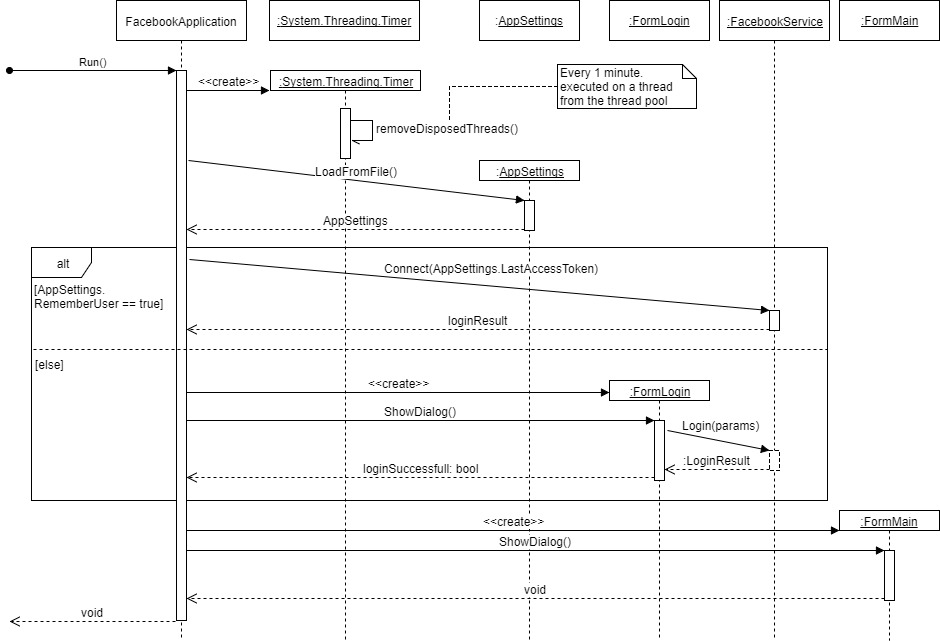 FacebookApplication
:System.Threading.Timer
:AppSettings
:FormLogin
:FacebookService
:FormMain
Run()
<<create>>
:System.Threading.Timer
Every 1 minute.
executed on a thread
from the thread pool
removeDisposedThreads()
LoadFromFile()
:AppSettings
AppSettings
alt
Connect(AppSettings.LastAccessToken)
[AppSettings.
RememberUser == true]
loginResult
[else]
<<create>>
:FormLogin
ShowDialog()
Login(params)
:LoginResult
loginSuccessfull: bool
<<create>>
:FormMain
ShowDialog()
void
void